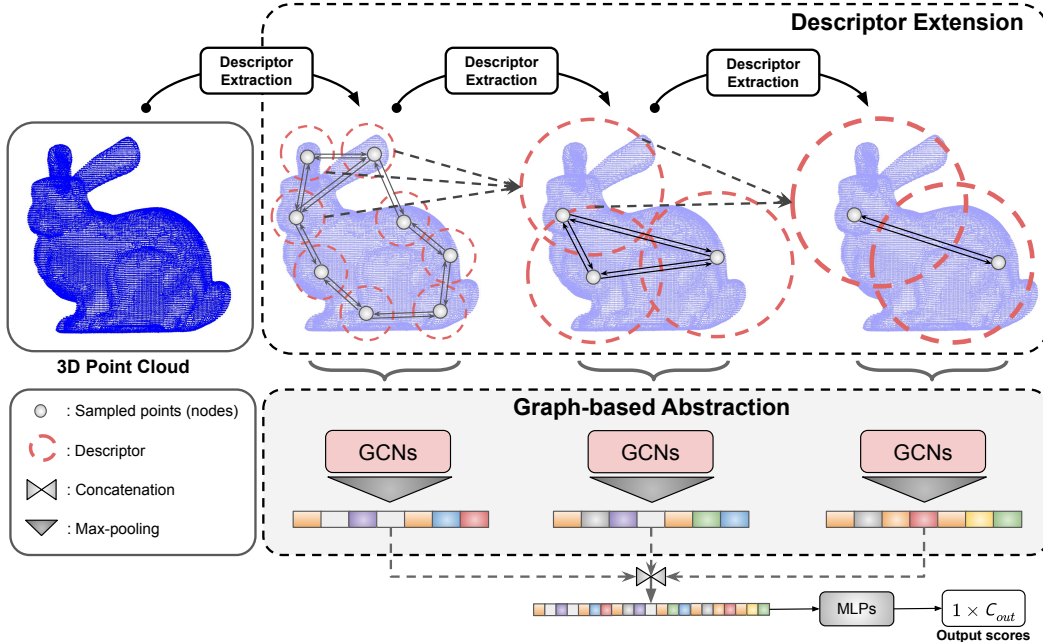 Descriptor Extension
Descriptor
Extraction
Descriptor
Extraction
Descriptor
Extraction
3D Point Cloud
: Sampled points (nodes)
: Descriptor
: Concatenation
: Max-pooling
Graph-based Abstraction
GCNs
GCNs
GCNs
MLPs
1 × C_out
Output scores